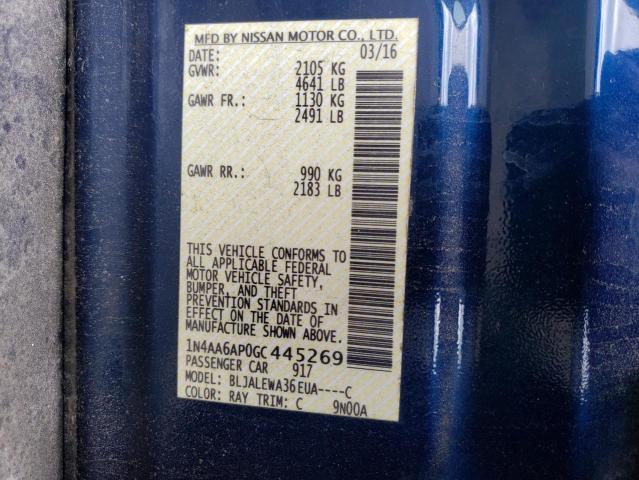 MFD BY NISSAN MOTOR CO., LTD.
DATE: 03/16
GVWR: 2105 KG
4641 LB
GAWR FR.: 1130 KG
2491 LB
GAWR RR.: 990 KG
2183 LB
THIS VEHICLE CONFORMS TO
ALL APPLICABLE FEDERAL
MOTOR VEHICLE SAFETY,
BUMPER, AND THEFT
PREVENTION STANDARDS IN
EFFECT ON THE DATE OF
MANUFACTURE SHOWN ABOVE.
1N4AA6AP0GC445269
PASSENGER CAR 917
MODEL: BLJALEWA36EUA----C
COLOR: RAY TRIM: C 9N00A